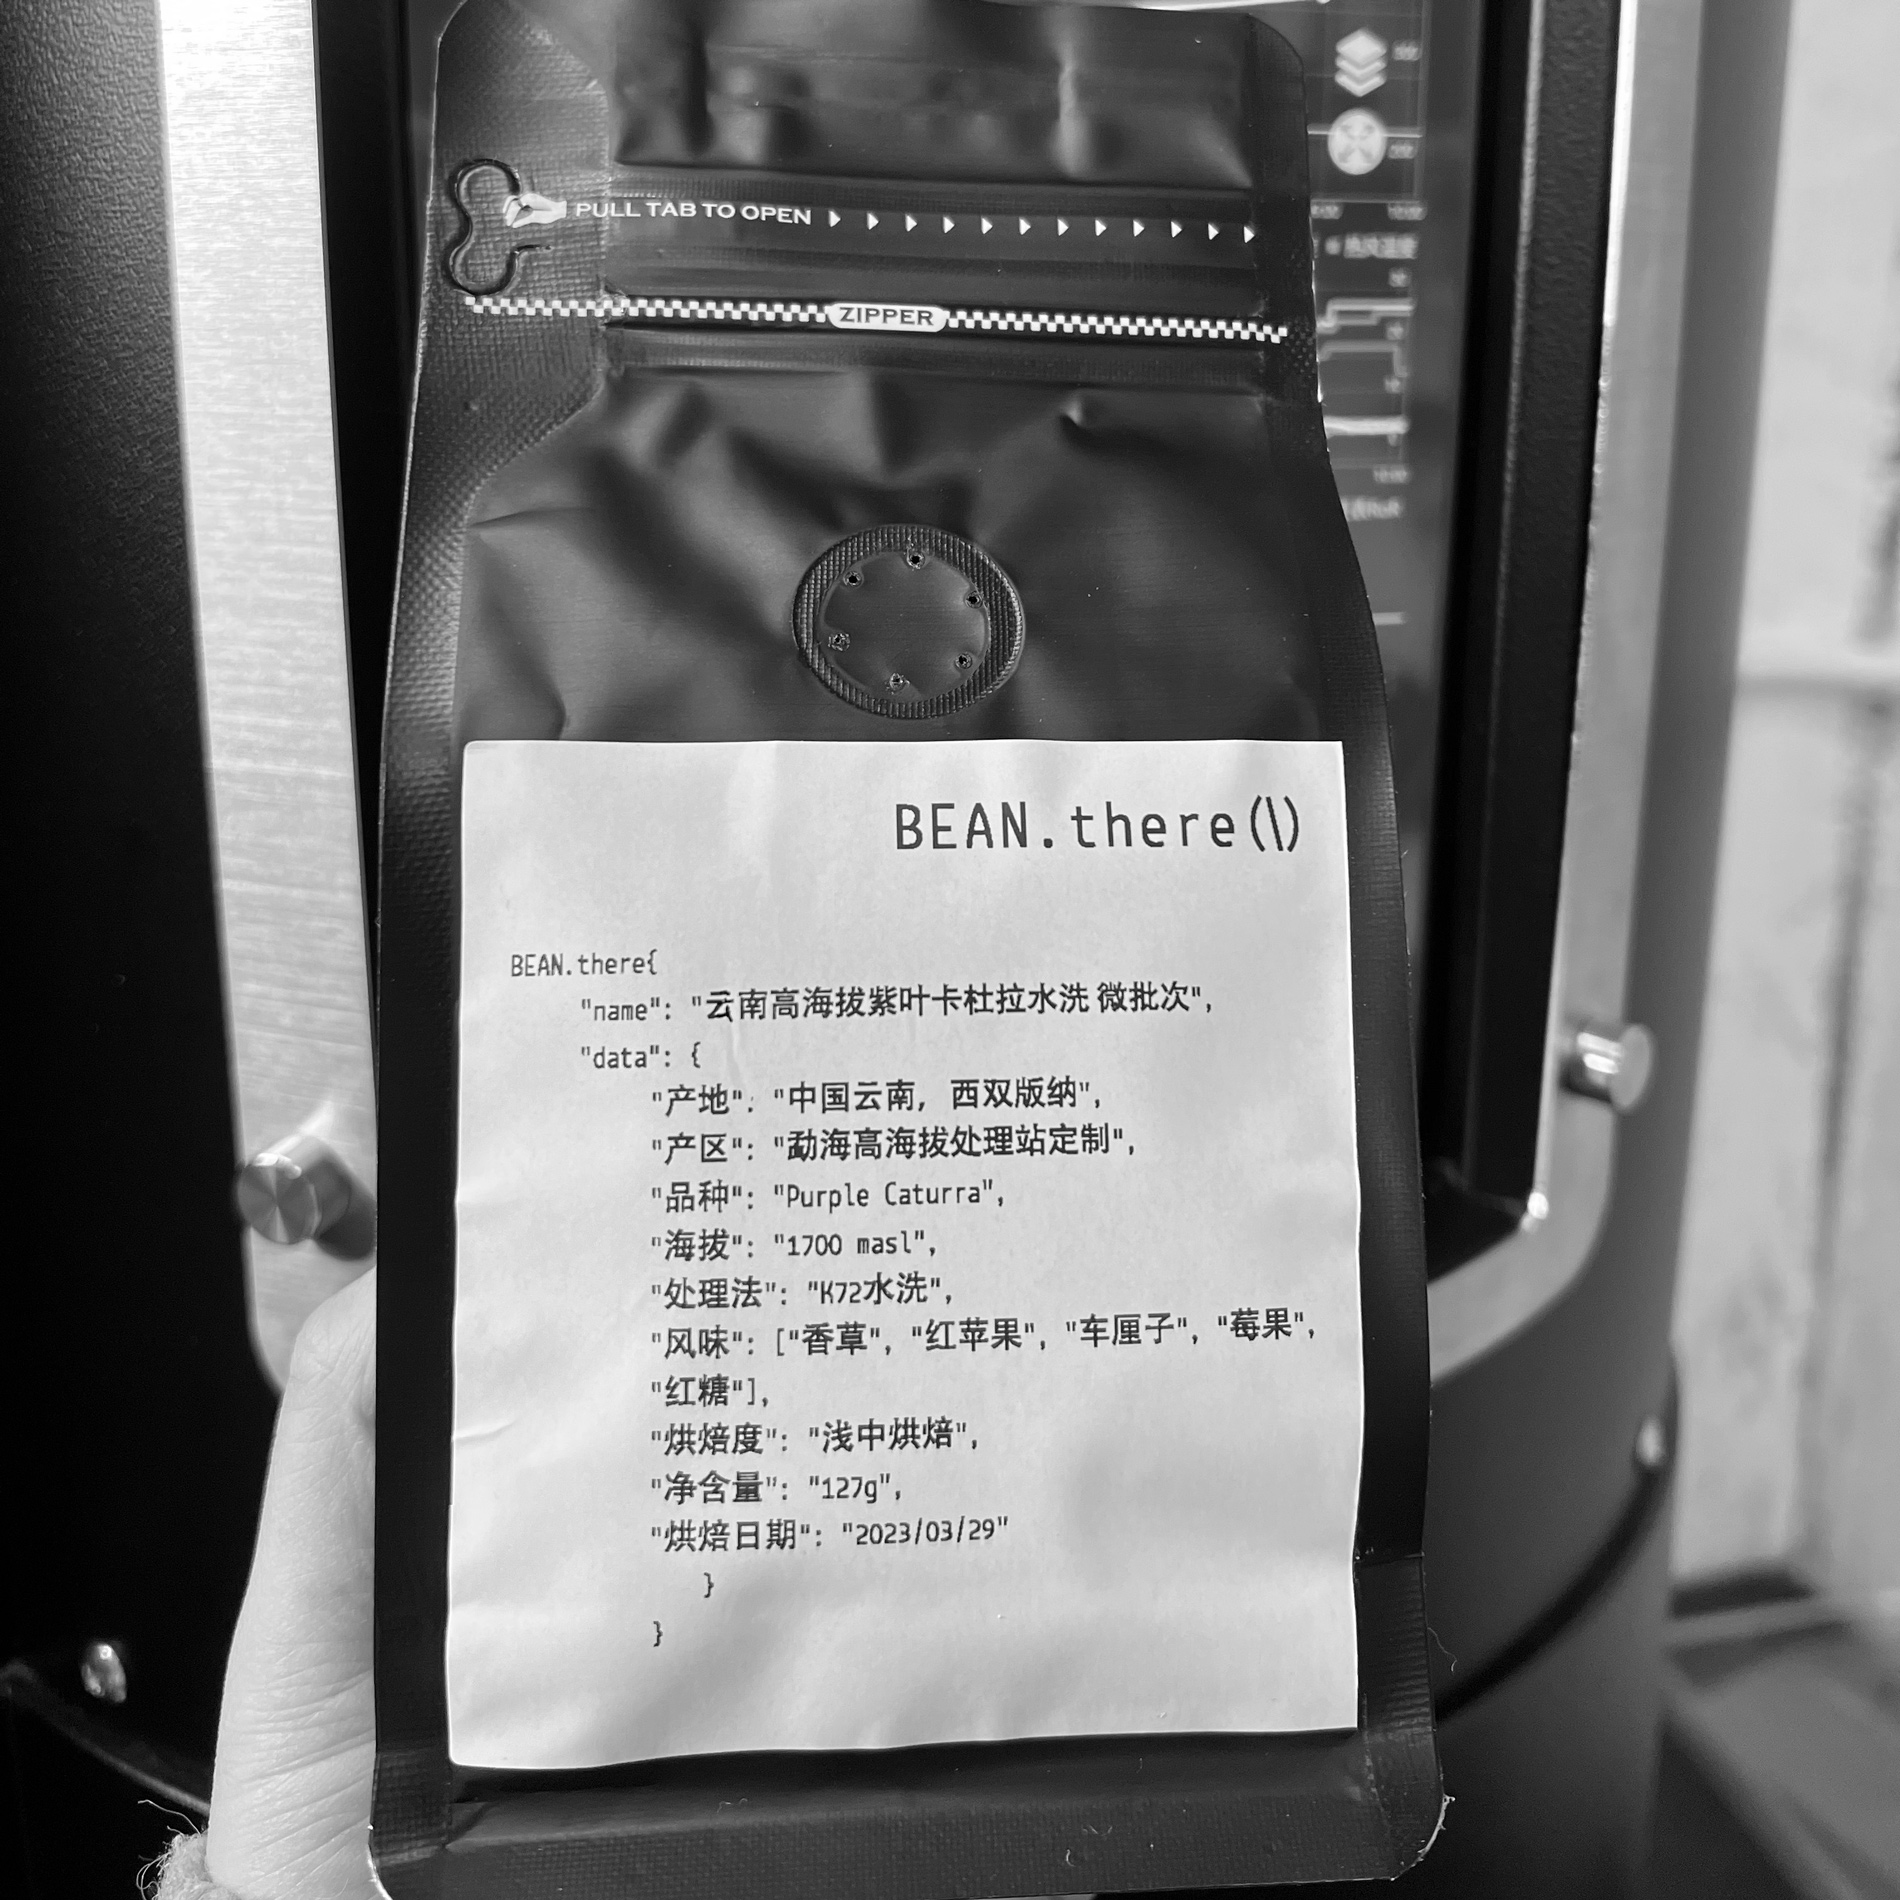 PULL TAB TO OPEN
ZIPPER
BEAN.there(\)
BEAN.there{
"name": "云南高海拔紫叶卡杜拉水洗 微批次",
"data": {
"产地": "中国云南, 西双版纳",
"产区": "勐海高海拔处理站定制",
"品种": "Purple Caturra",
"海拔": "1700 masl",
"处理法": "K72水洗",
"风味": ["香草", "红苹果", "车厘子", "莓果",
"红糖"],
"烘焙度": "浅中烘焙",
"净含量": "127g",
"烘焙日期": "2023/03/29"
}
}